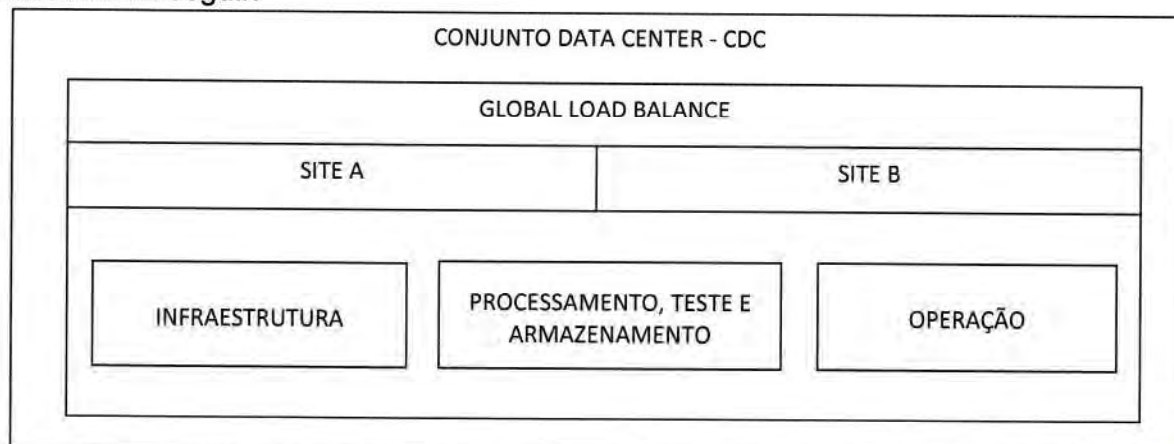 CONJUNTO DATA CENTER - CDC
GLOBAL LOAD BALANCE
SITE A
SITE B
INFRAESTRUTURA
PROCESSAMENTO, TESTE E
ARMAZENAMENTO
OPERAÇÃO